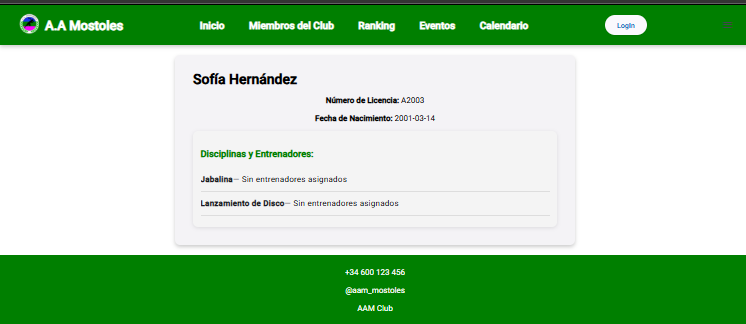 A.A Mostoles Inicio Miembros del Club Ranking Eventos Calendario Login
Sofía Hernández
Número de Licencia: A2003
Fecha de Nacimiento: 2001-03-14
Disciplinas y Entrenadores:
Jabalina— Sin entrenadores asignados
Lanzamiento de Disco— Sin entrenadores asignados
+34 600 123 456
@aam_mostoles
AAM Club